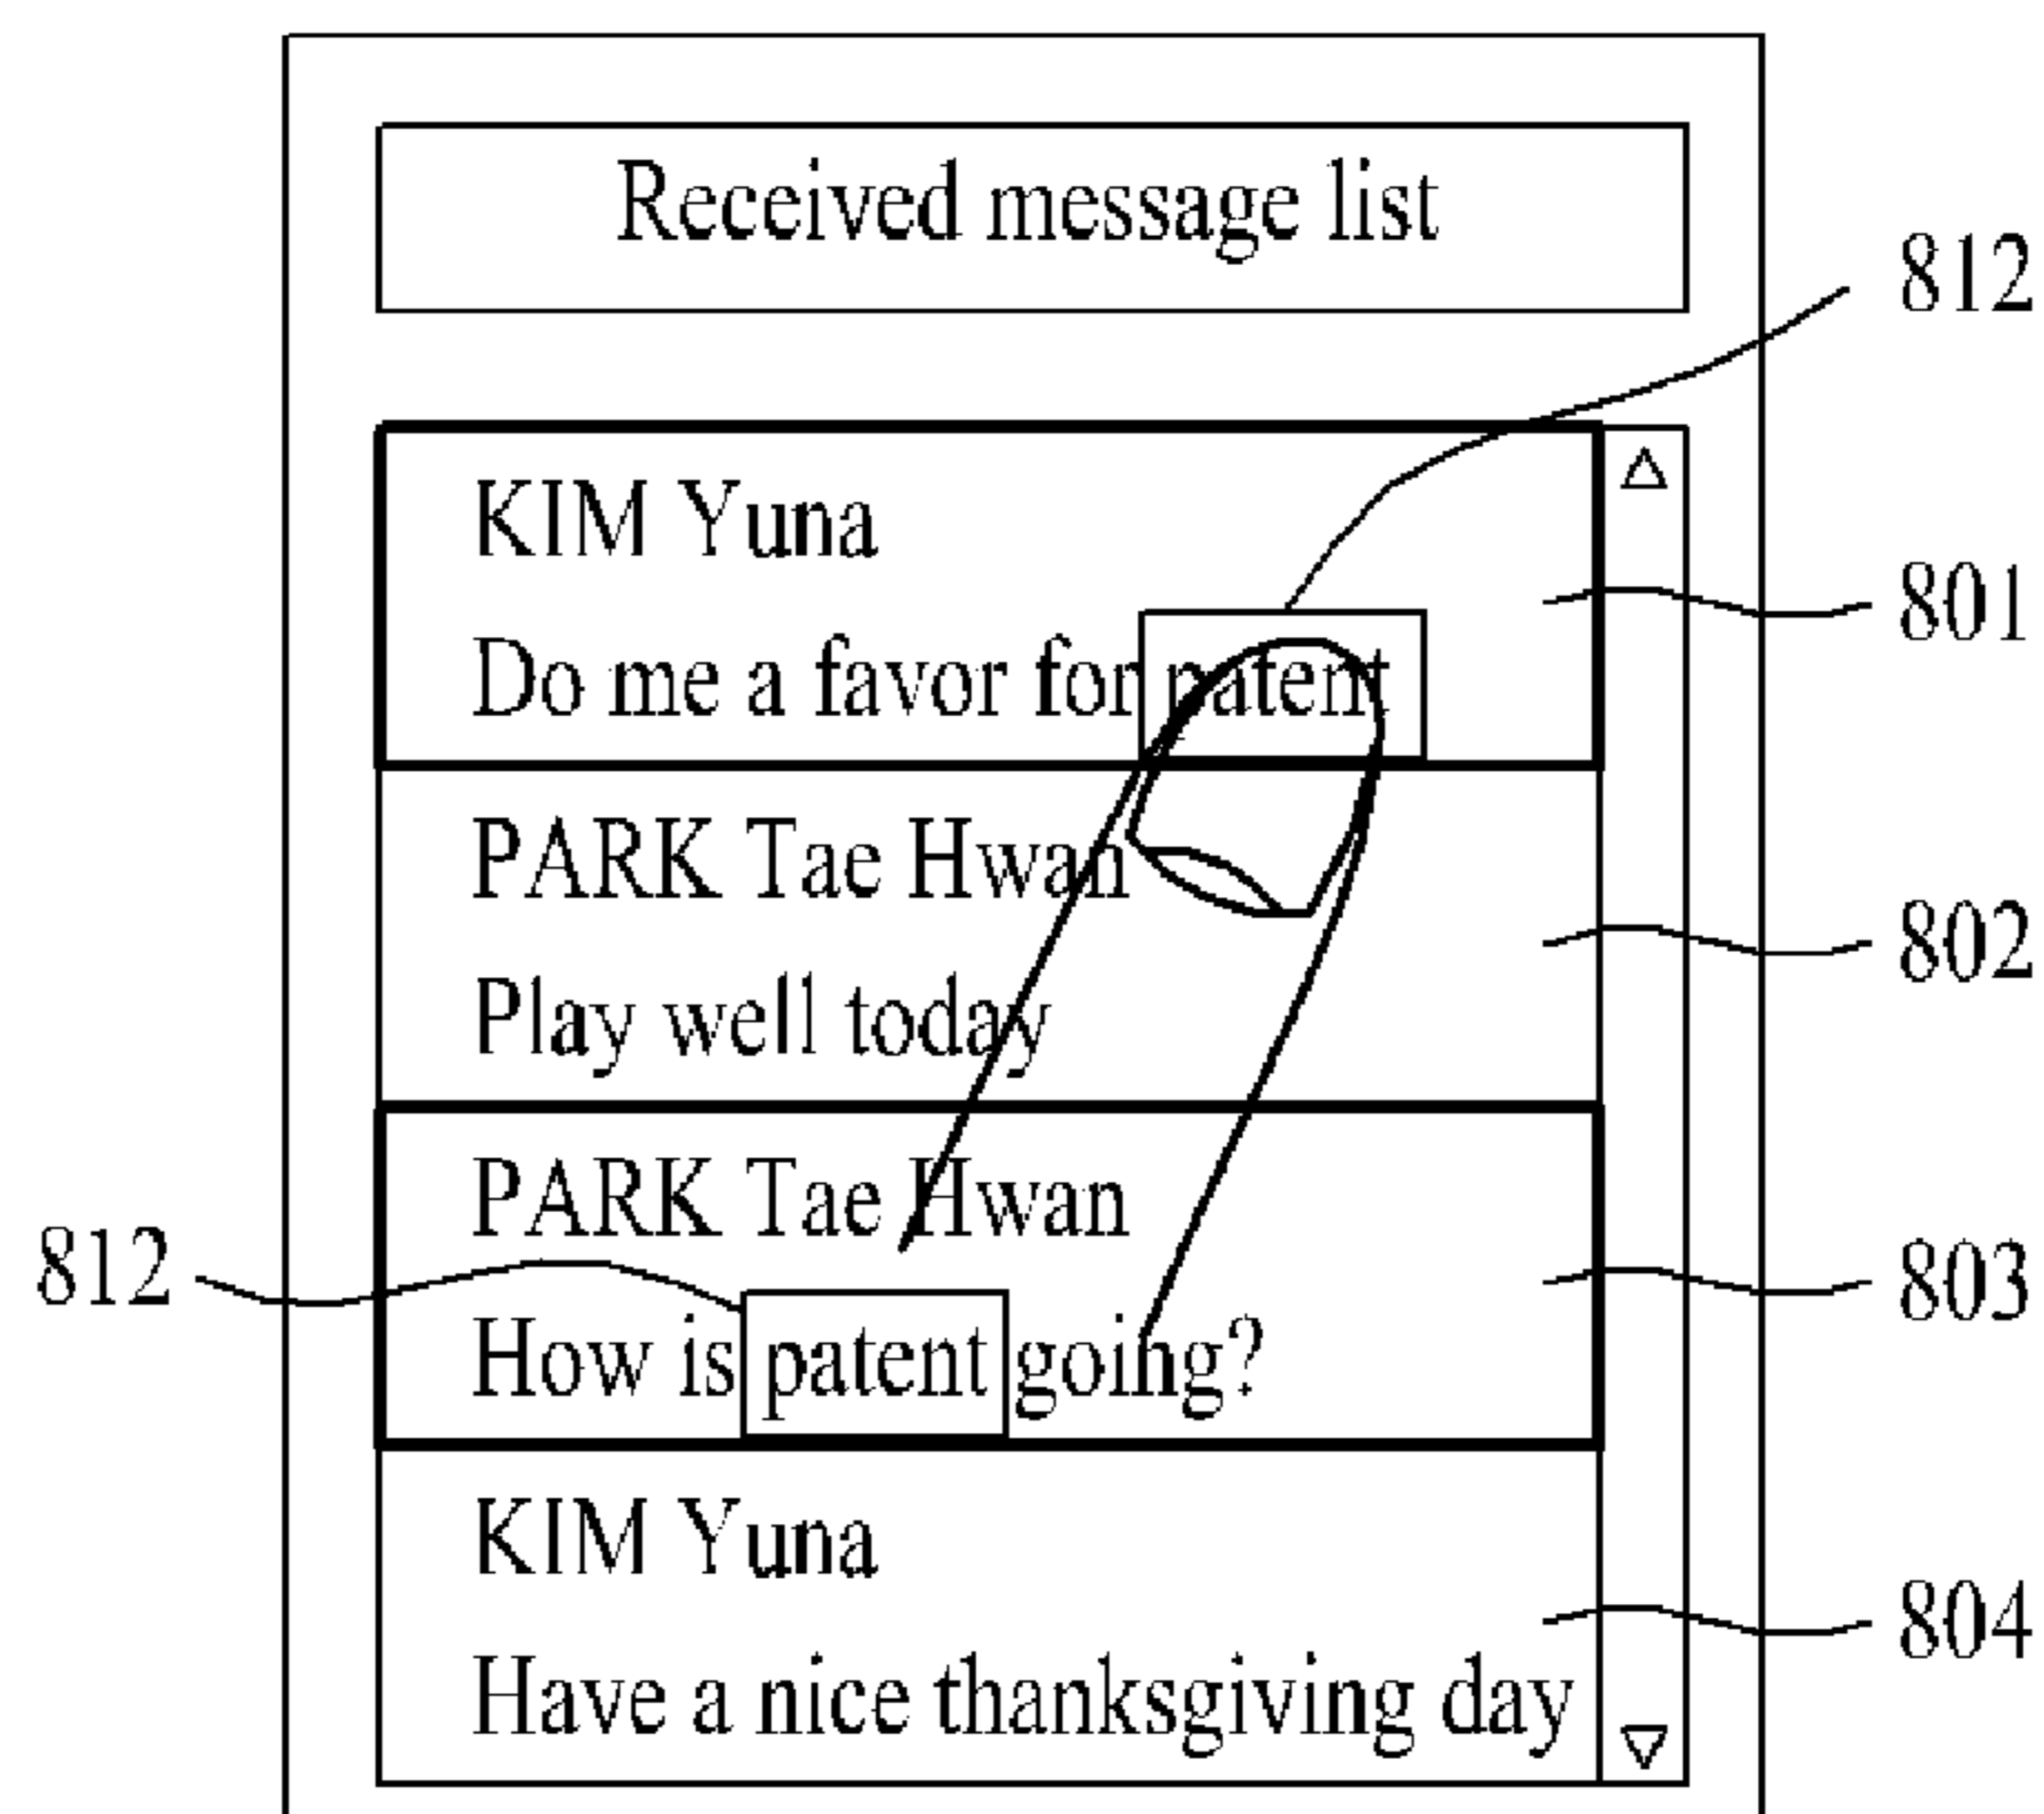 Received message list
812
KIM Yuna
801
Do me a favor for patent
PARK Tae Hwan
802
Play well today
PARK Tae Hwan
812
803
How is patent going?
KIM Yuna
804
Have a nice thanksgiving day